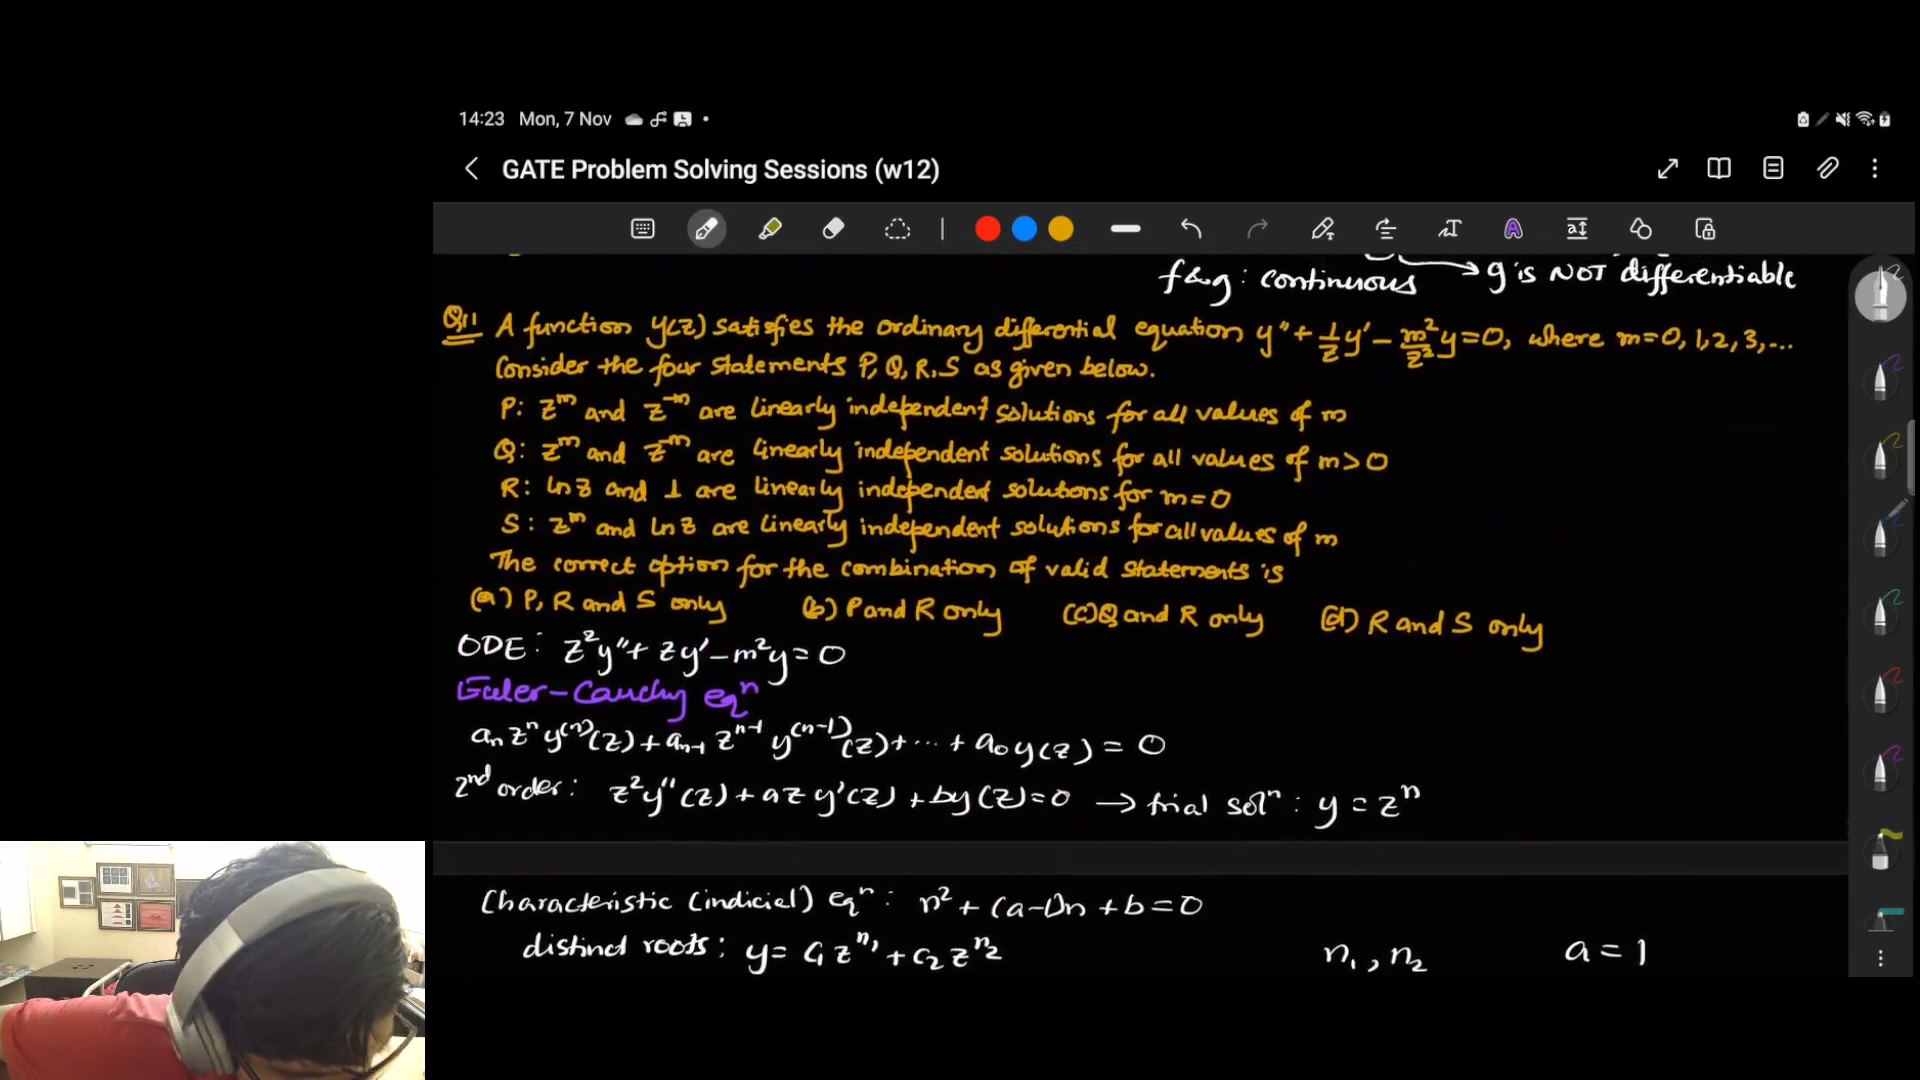 14:23 Mon, 7 Nov
GATE Problem Solving Sessions (w12)
f & g : continuous → g is NOT differentiable
Q11 A function y(z) satisfies the ordinary differential equation y'' + 1/z y' - m²/z² y = 0, where m = 0, 1, 2, 3, ...
Consider the four statements P, Q, R, S as given below.
P: z^m and z^-m are linearly independent solutions for all values of m
Q: z^m and z^-m are linearly independent solutions for all values of m > 0
R: ln z and 1 are linearly independent solutions for m = 0
S: z^m and ln z are linearly independent solutions for all values of m
The correct option for the combination of valid statements is
(a) P, R and S only (b) P and R only (c) Q and R only (d) R and S only
ODE: z²y'' + zy' - m²y = 0
Euler-Cauchy eqⁿ
a_n z^n y^(n)(z) + a_n-1 z^n-1 y^(n-1)(z) + ... + a_0 y(z) = 0
2nd order: z²y''(z) + azy'(z) + by(z) = 0 → trial solⁿ: y = z^n
Characteristic (indicial) eqⁿ: n² + (a-1)n + b = 0
distinct roots: y = c₁z^n₁ + c₂z^n₂ n₁, n₂ a = 1